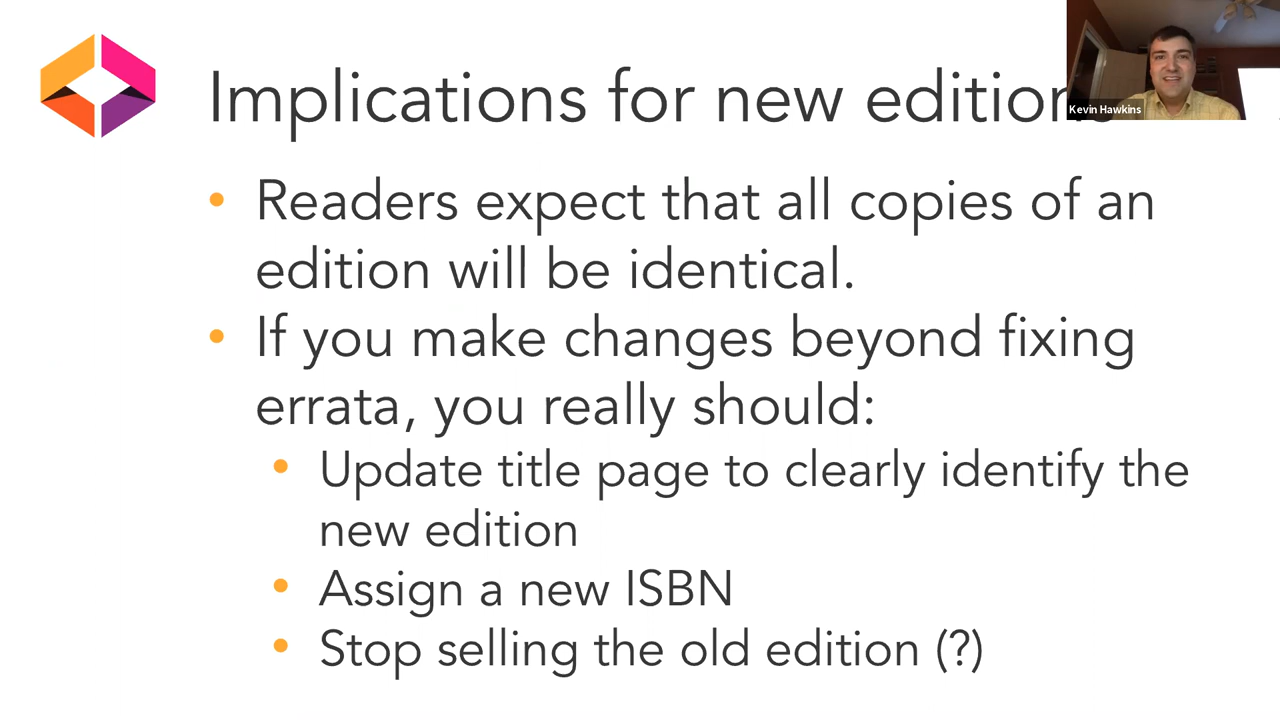 Implications for new edition
Kevin Hawkins
• Readers expect that all copies of an
edition will be identical.
• If you make changes beyond fixing
errata, you really should:
• Update title page to clearly identify the
new edition
• Assign a new ISBN
• Stop selling the old edition (?)